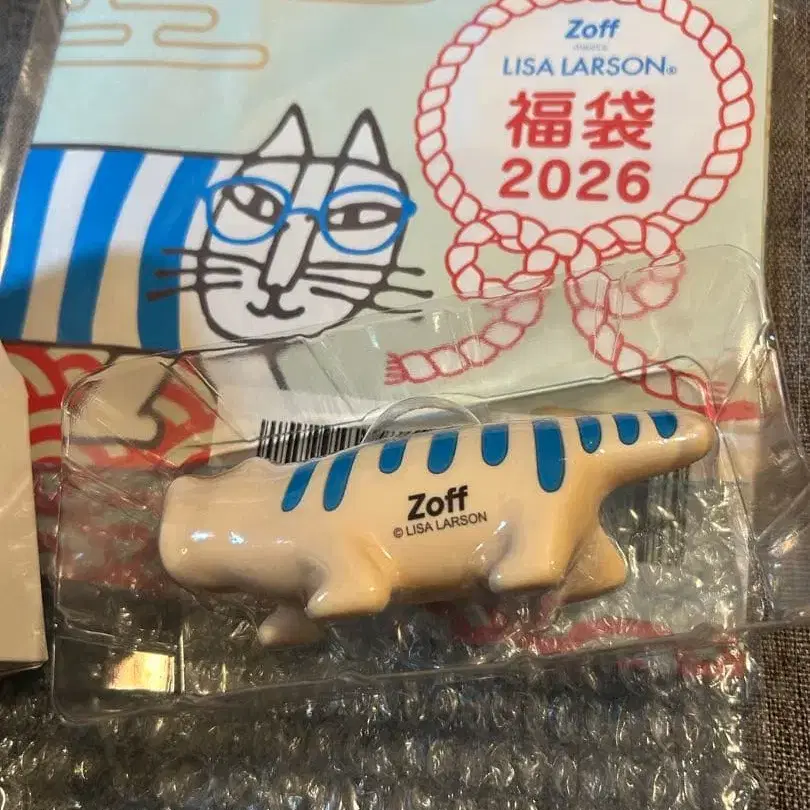 Zoff
meets
LISA LARSON®
福袋
2026
Zoff
© LISA LARSON